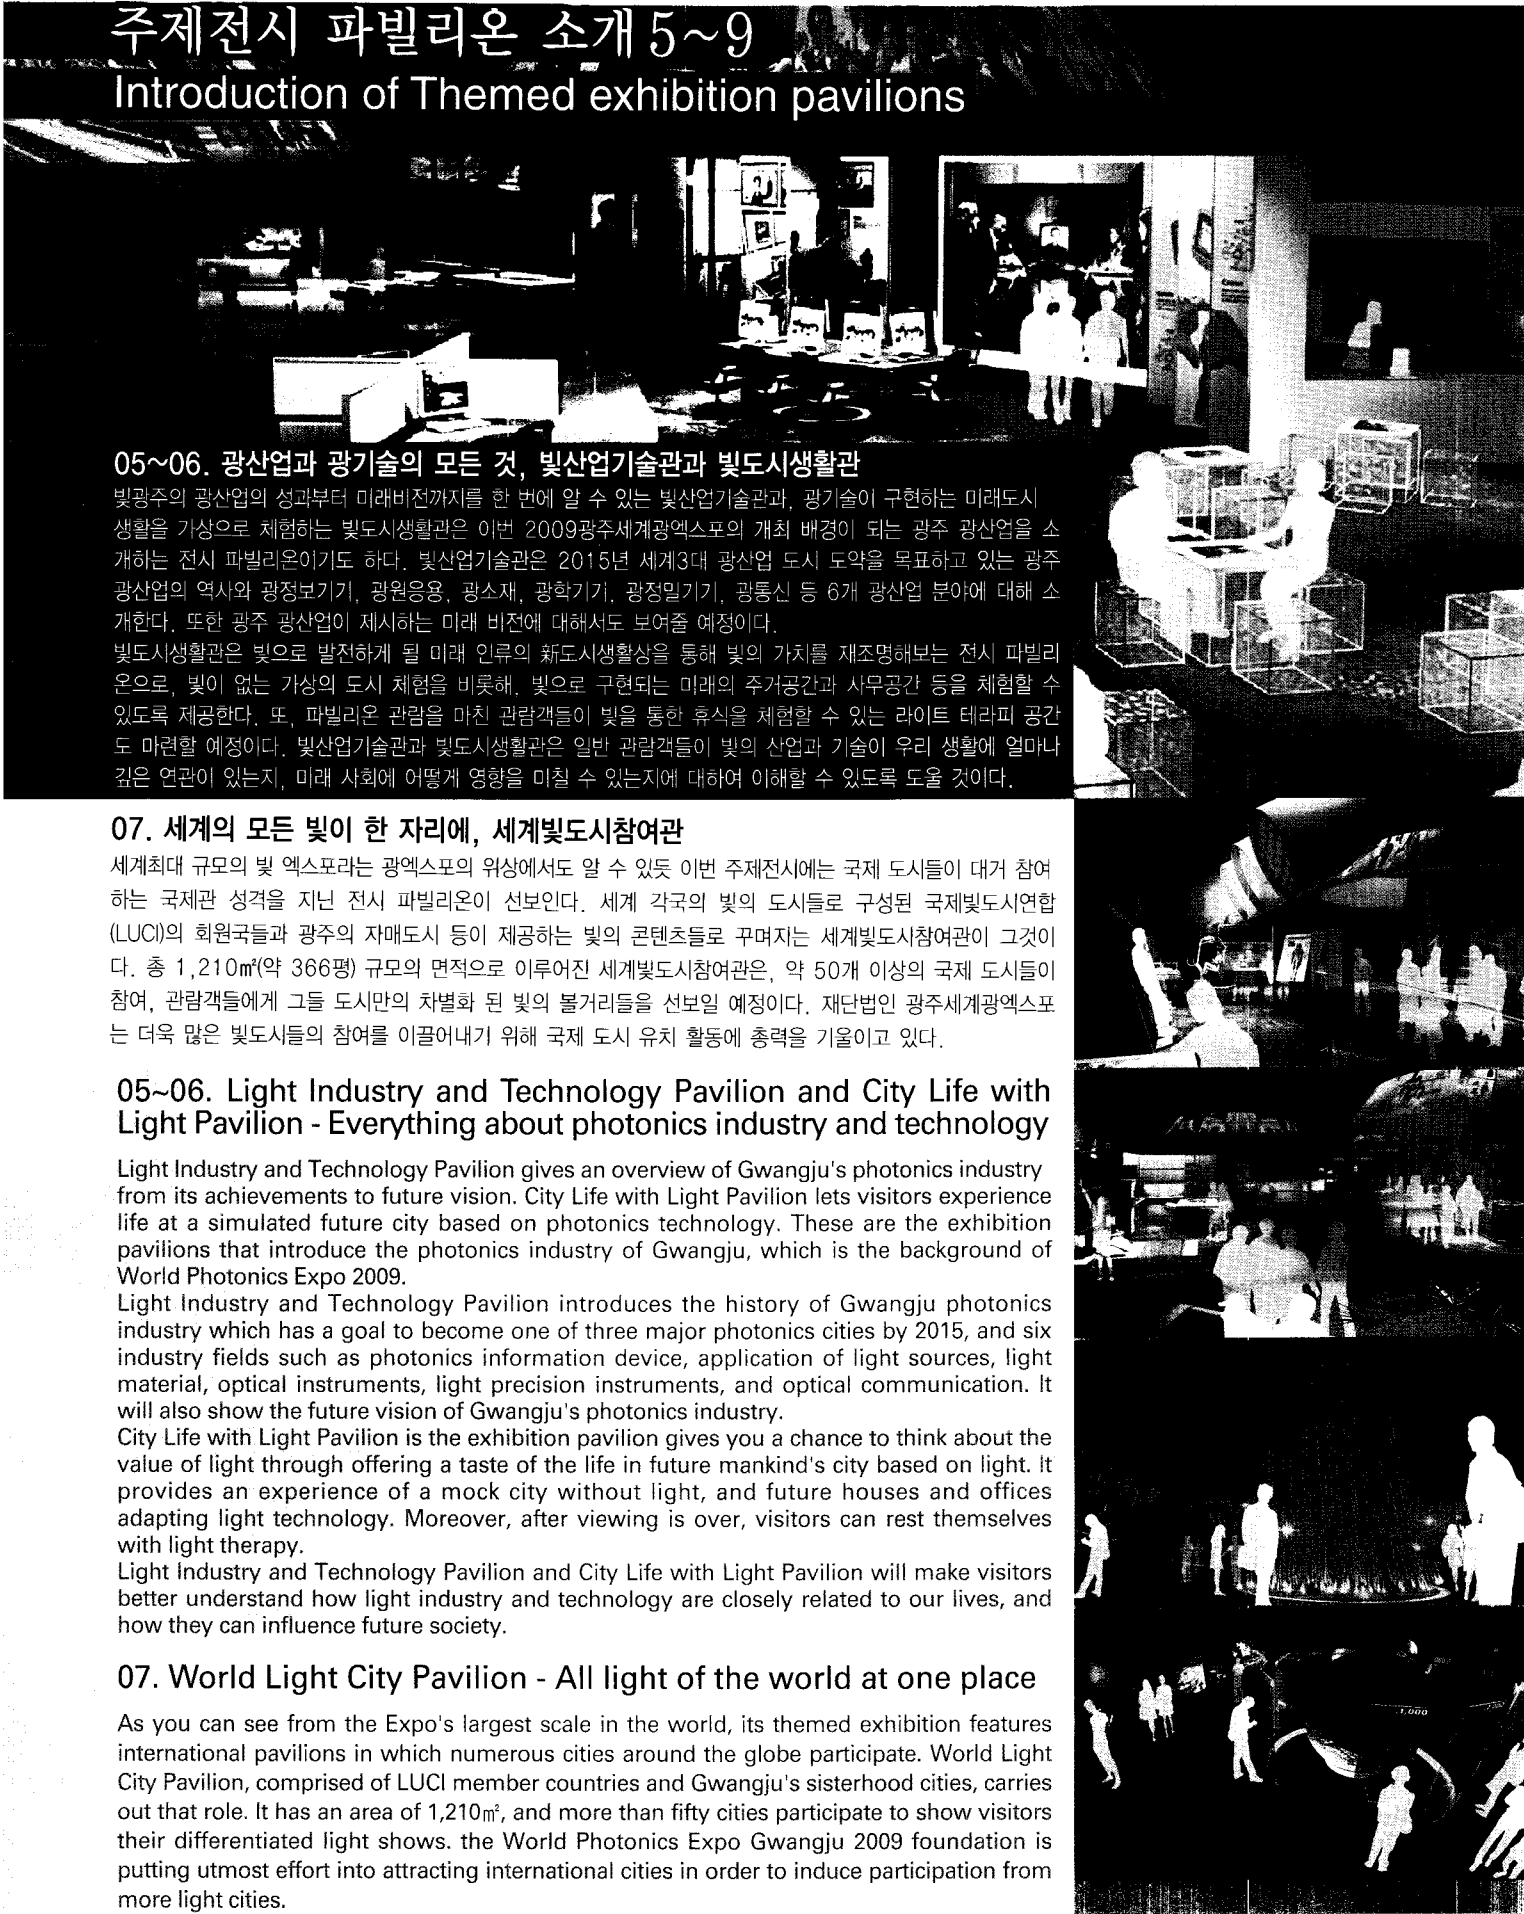 주제전시 파빌리온 소개 5~9
Introduction of Themed exhibition pavilions
05~06. 광산업과 광기술의 모든 것, 빛산업기술관과 빛도시생활관
빛광주의 광산업의 성과부터 미래비전까지를 한 번에 알 수 있는 빛산업기술관과, 광기술이 구현하는 미래도시
생활을 가상으로 체험하는 빛도시생활관은 이번 2009광주세계광엑스포의 개최 배경이 되는 광주 광산업을 소
개하는 전시 파빌리온이기도 하다. 빛산업기술관은 2015년 세계3대 광산업 도시 도약을 목표하고 있는 광주
광산업의 역사와 광정보기기, 광원응용, 광소재, 광학기기, 광정밀기기, 광통신 등 6개 광산업 분야에 대해 소
개한다. 또한 광주 광산업이 제시하는 미래 비전에 대해서도 보여줄 예정이다.
빛도시생활관은 빛으로 발전하게 될 미래 인류의 新도시생활상을 통해 빛의 가치를 재조명해보는 전시 파빌리
온으로, 빛이 없는 가상의 도시 체험을 비롯해, 빛으로 구현되는 미래의 주거공간과 사무공간 등을 체험할 수
있도록 제공한다. 또, 파빌리온 관람을 마친 관람객들이 빛을 통한 휴식을 체험할 수 있는 라이트 테라피 공간
도 마련할 예정이다. 빛산업기술관과 빛도시생활관은 일반 관람객들이 빛의 산업과 기술이 우리 생활에 얼마나
깊은 연관이 있는지, 미래 사회에 어떻게 영향을 미칠 수 있는지에 대하여 이해할 수 있도록 도울 것이다.
07. 세계의 모든 빛이 한 자리에, 세계빛도시참여관
세계최대 규모의 빛 엑스포라는 광엑스포의 위상에서도 알 수 있듯 이번 주제전시에는 국제 도시들이 대거 참여
하는 국제관 성격을 지닌 전시 파빌리온이 선보인다. 세계 각국의 빛의 도시들로 구성된 국제빛도시연합
(LUCI)의 회원국들과 광주의 자매도시 등이 제공하는 빛의 콘텐츠들로 꾸며지는 세계빛도시참여관이 그것이
다. 총 1,210㎡(약 366평) 규모의 면적으로 이루어진 세계빛도시참여관은, 약 50개 이상의 국제 도시들이
참여, 관람객들에게 그들 도시만의 차별화 된 빛의 볼거리들을 선보일 예정이다. 재단법인 광주세계광엑스포
는 더욱 많은 빛도시들의 참여를 이끌어내기 위해 국제 도시 유치 활동에 총력을 기울이고 있다.
05~06. Light Industry and Technology Pavilion and City Life with
Light Pavilion - Everything about photonics industry and technology
Light Industry and Technology Pavilion gives an overview of Gwangju's photonics industry
from its achievements to future vision. City Life with Light Pavilion lets visitors experience
life at a simulated future city based on photonics technology. These are the exhibition
pavilions that introduce the photonics industry of Gwangju, which is the background of
World Photonics Expo 2009.
Light Industry and Technology Pavilion introduces the history of Gwangju photonics
industry which has a goal to become one of three major photonics cities by 2015, and six
industry fields such as photonics information device, application of light sources, light
material, optical instruments, light precision instruments, and optical communication. It
will also show the future vision of Gwangju's photonics industry.
City Life with Light Pavilion is the exhibition pavilion gives you a chance to think about the
value of light through offering a taste of the life in future mankind's city based on light. It
provides an experience of a mock city without light, and future houses and offices
adapting light technology. Moreover, after viewing is over, visitors can rest themselves
with light therapy.
Light Industry and Technology Pavilion and City Life with Light Pavilion will make visitors
better understand how light industry and technology are closely related to our lives, and
how they can influence future society.
07. World Light City Pavilion - All light of the world at one place
As you can see from the Expo's largest scale in the world, its themed exhibition features
international pavilions in which numerous cities around the globe participate. World Light
City Pavilion, comprised of LUCI member countries and Gwangju's sisterhood cities, carries
out that role. It has an area of 1,210㎡, and more than fifty cities participate to show visitors
their differentiated light shows. the World Photonics Expo Gwangju 2009 foundation is
putting utmost effort into attracting international cities in order to induce participation from
more light cities.